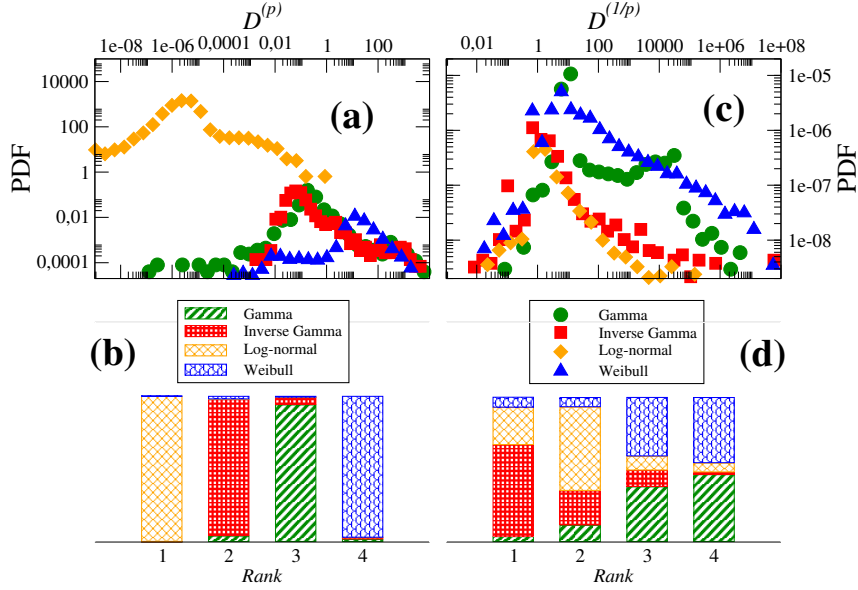 D^(p)
D^(1/p)
1e-08 1e-06 0,0001 0,01 1 100
0,01 1 100 10000 1e+06 1e+08
PDF
10000
100
1
0,01
0,0001
(a)
(c)
1e-05
1e-06
1e-07
1e-08
PDF
(b)
Gamma
Inverse Gamma
Log-normal
Weibull
Gamma
Inverse Gamma
Log-normal
Weibull
(d)
1 2 3 4
Rank
1 2 3 4
Rank